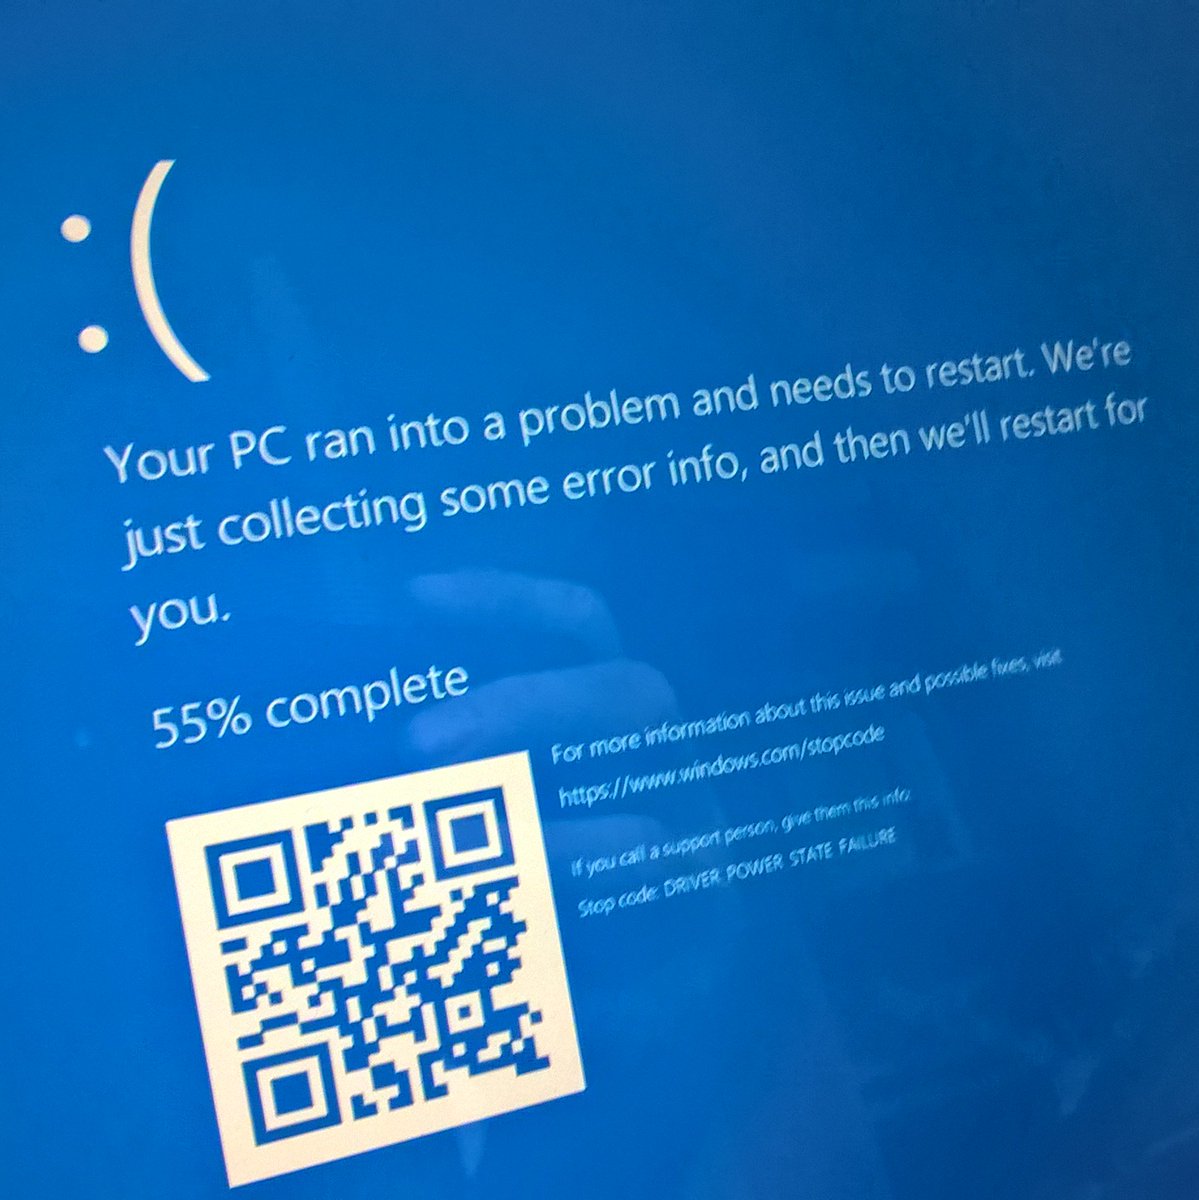 :(
Your PC ran into a problem and needs to restart. We're
just collecting some error info, and then we'll restart for
you.
55% complete
For more information about this issue and possible fixes, visit
https://www.windows.com/stopcode
If you call a support person, give them this info:
Stop code: DRIVER POWER STATE FAILURE